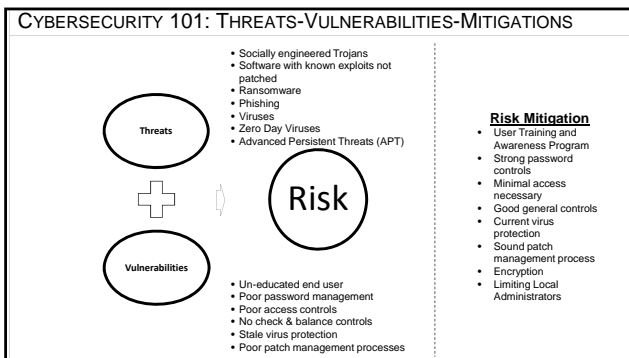 CYBERSECURITY 101: THREATS-VULNERABILITIES-MITIGATIONS
• Socially engineered Trojans
• Software with known exploits not
patched
• Ransomware
• Phishing
• Viruses
• Zero Day Viruses
• Advanced Persistent Threats (APT)
Threats
Risk
Vulnerabilities
• Un-educated end user
• Poor password management
• Poor access controls
• No check & balance controls
• Stale virus protection
• Poor patch management processes
Risk Mitigation
• User Training and
Awareness Program
• Strong password
controls
• Minimal access
necessary
• Good general controls
• Current virus
protection
• Sound patch
management process
• Encryption
• Limiting Local
Administrators